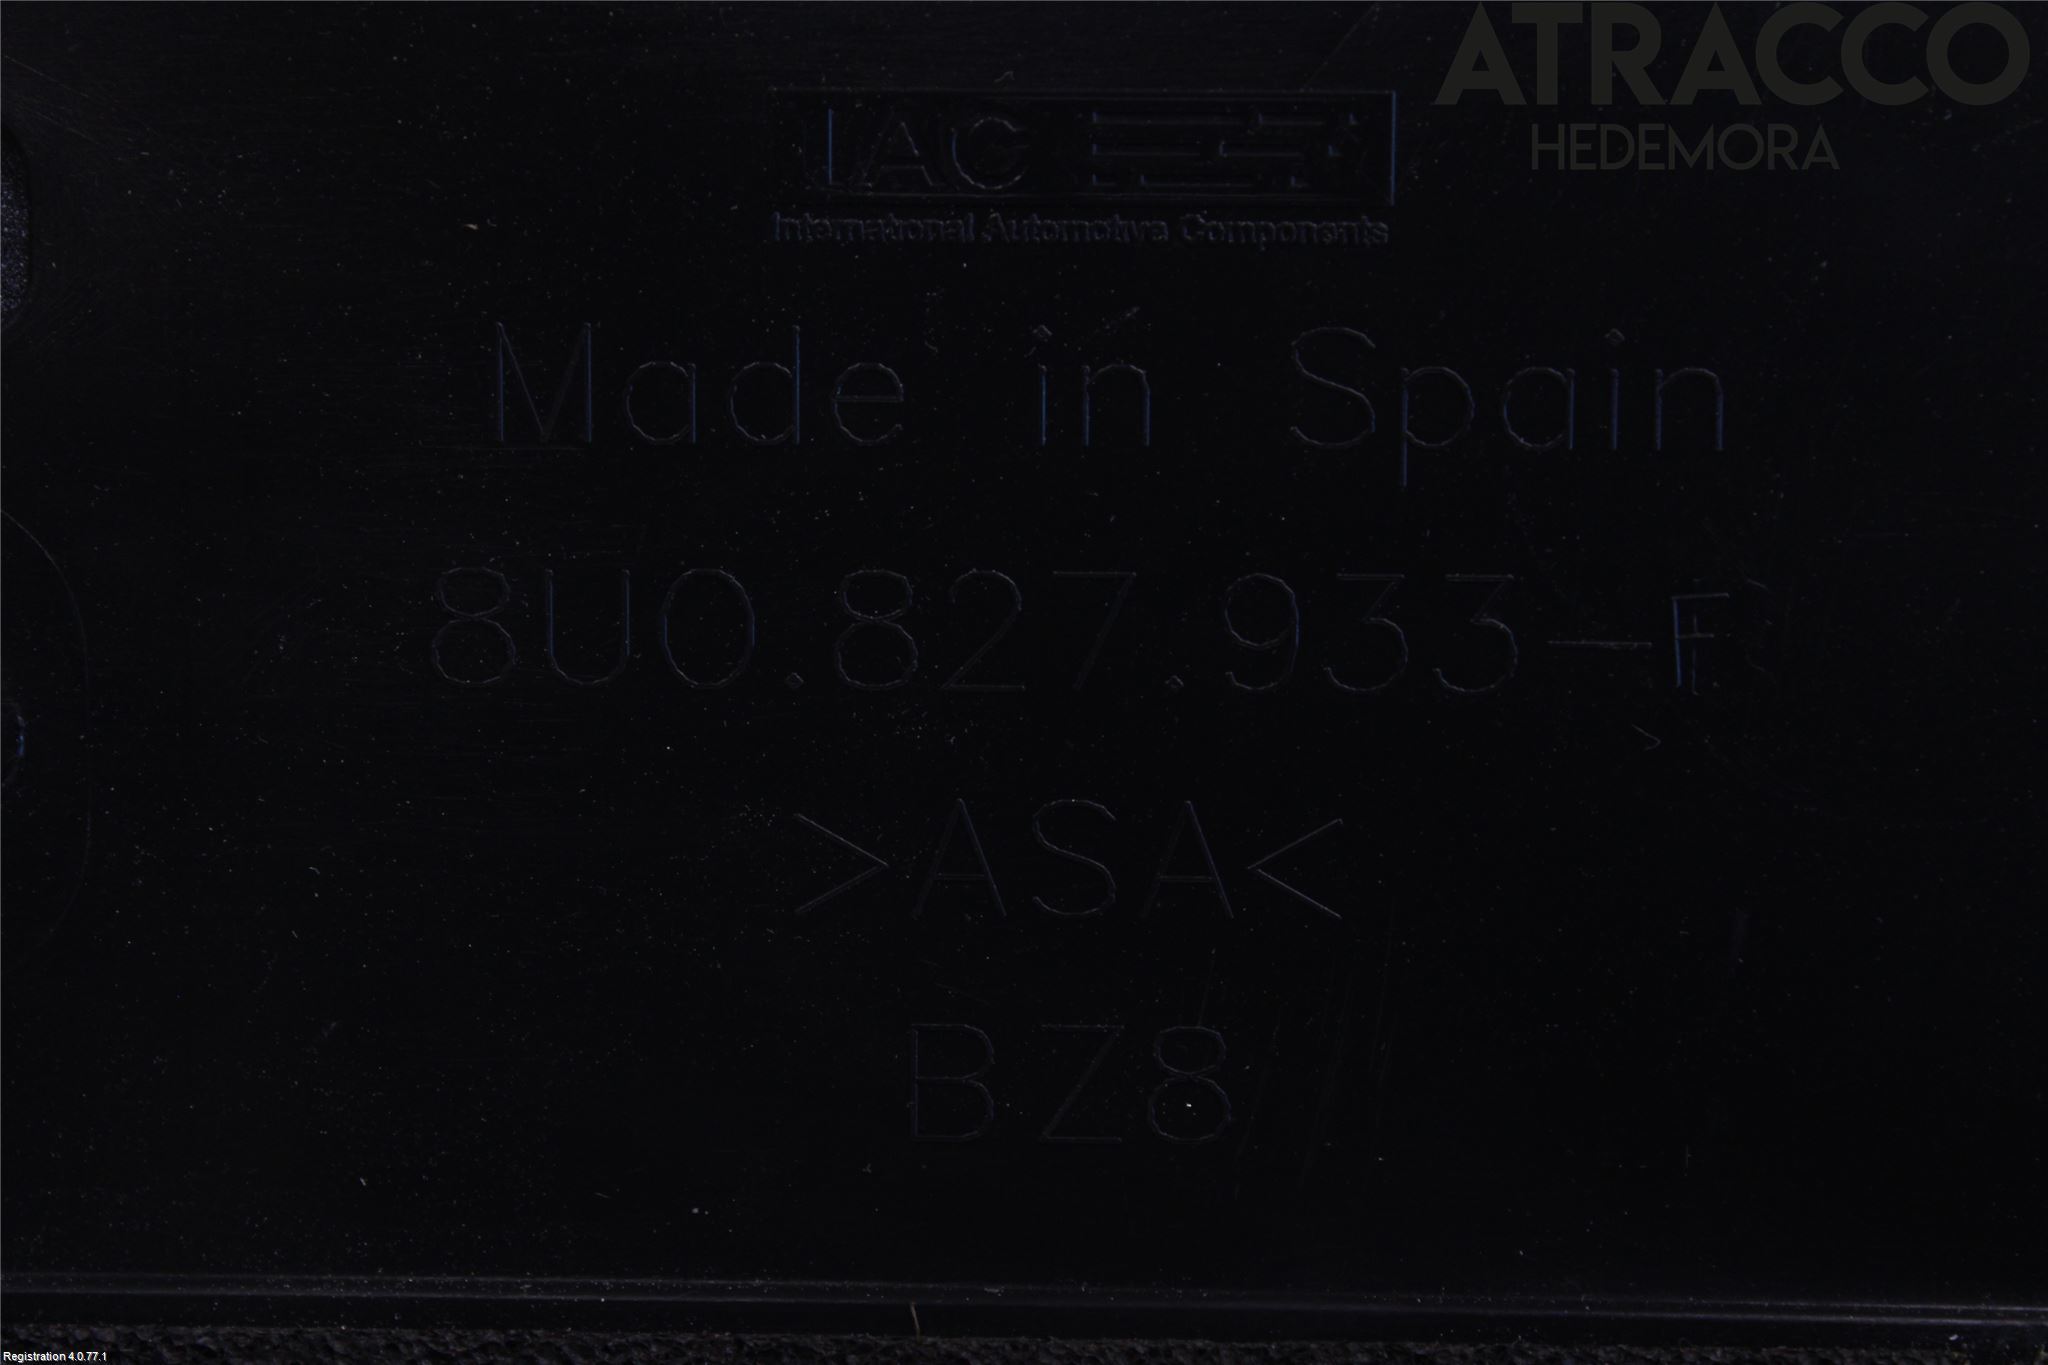 ATRACCO
HEDEMORA
IAC
International Automotive Components
Made in Spain
8U0.827.933-F
>ASA<
BZ8
Registration 4.0.77.1